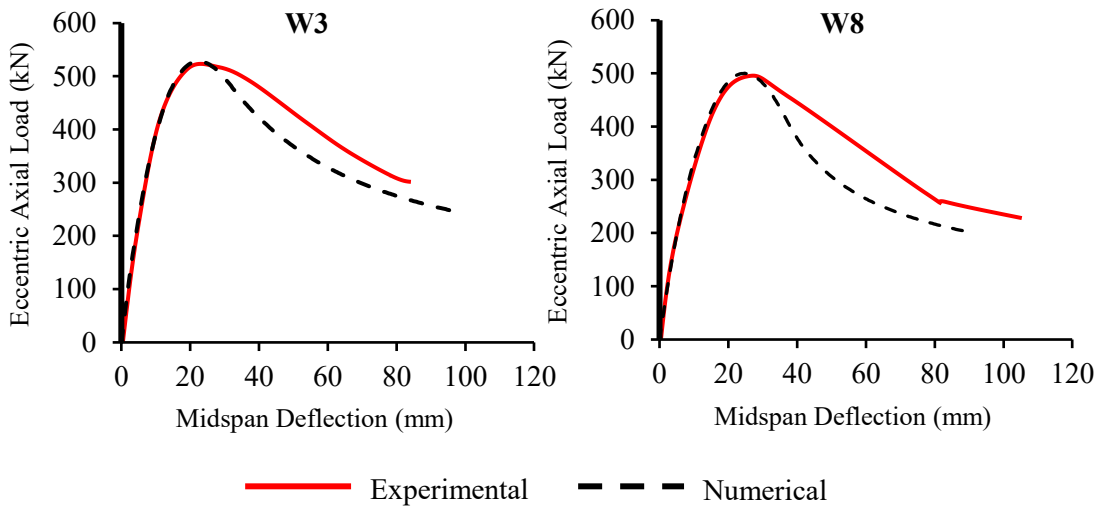 W3
Eccentric Axial Load (kN)
600
500
400
300
200
100
0
0 20 40 60 80 100 120
Midspan Deflection (mm)
W8
Eccentric Axial Load (kN)
600
500
400
300
200
100
0
0 20 40 60 80 100 120
Midspan Deflection (mm)
Experimental Numerical